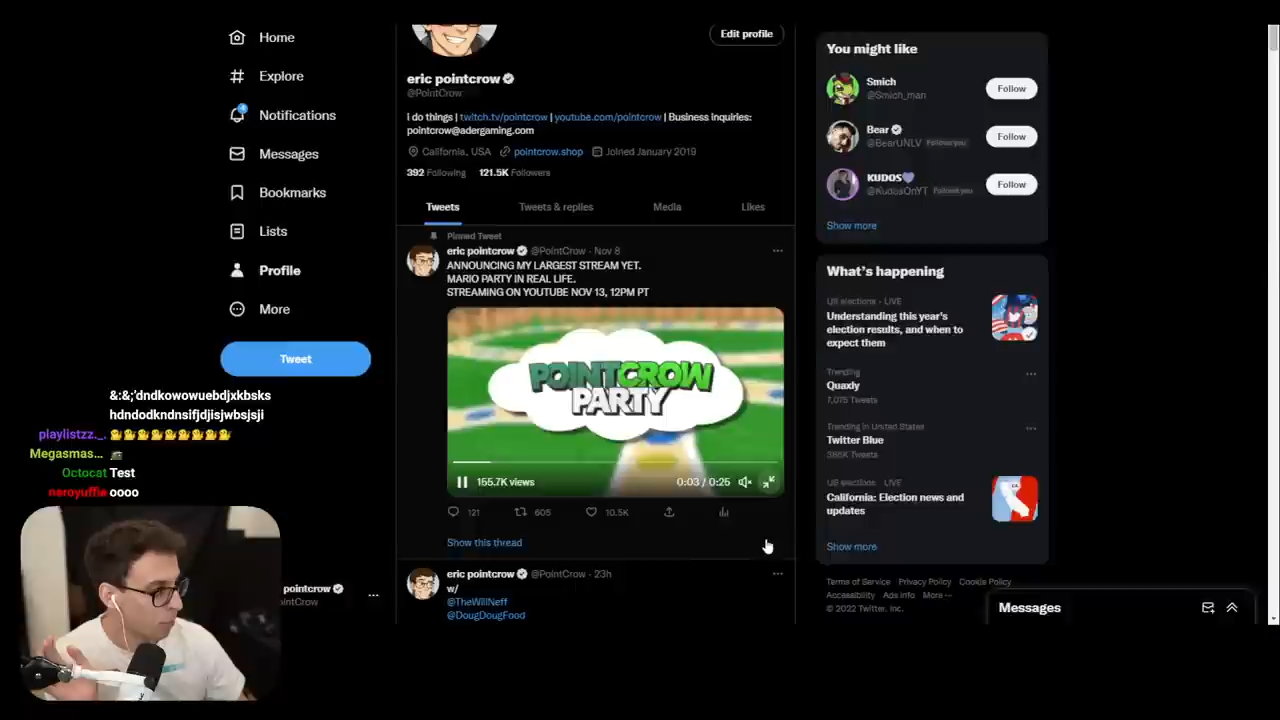 Home
Explore
Notifications
Messages
Bookmarks
Lists
Profile
More
Tweet
&:&;'dndkowowuebdjxkbsks
hdndodkndnsifjdjisjwbsjsji
playlistzz._.
Megasmas...
Octocat Test
neroyuffie oooo
pointcrow
ointCrow
Edit profile
eric pointcrow
@PointCrow
I do things | twitch.tv/pointcrow | youtube.com/pointcrow | Business inquiries:
pointcrow@adergaming.com
California, USA pointcrow.shop Joined January 2019
392 Following 121.5K Followers
Tweets Tweets & replies Media Likes
Pinned Tweet
eric pointcrow @PointCrow · Nov 8
ANNOUNCING MY LARGEST STREAM YET.
MARIO PARTY IN REAL LIFE.
STREAMING ON YOUTUBE NOV 13, 12PM PT
POINTCROW
PARTY
155.7K views 0:03 / 0:25
121 605 10.5K
Show this thread
eric pointcrow @PointCrow · 23h
w/
@TheWillNeff
@DougDougFood
You might like
Smich
@Smich_man
Follow
Bear
@BearUNLV Follows you
Follow
KUDOS
@KudosOnYT Follows you
Follow
Show more
What's happening
US elections · LIVE
Understanding this year's
election results, and when to
expect them
Trending
Quaxly
7,075 Tweets
Trending in United States
Twitter Blue
Tweets
US elections · LIVE
California: Election news and
updates
Show more
Terms of Service Privacy Policy Cookie Policy
Accessibility Ads info More ···
© 2022 Twitter, Inc.
Messages